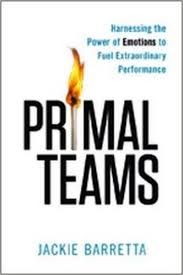 Harnessing the
Power of Emotions to
Fuel Extraordinary
Performance
PRIMAL
TEAMS
JACKIE BARRETTA